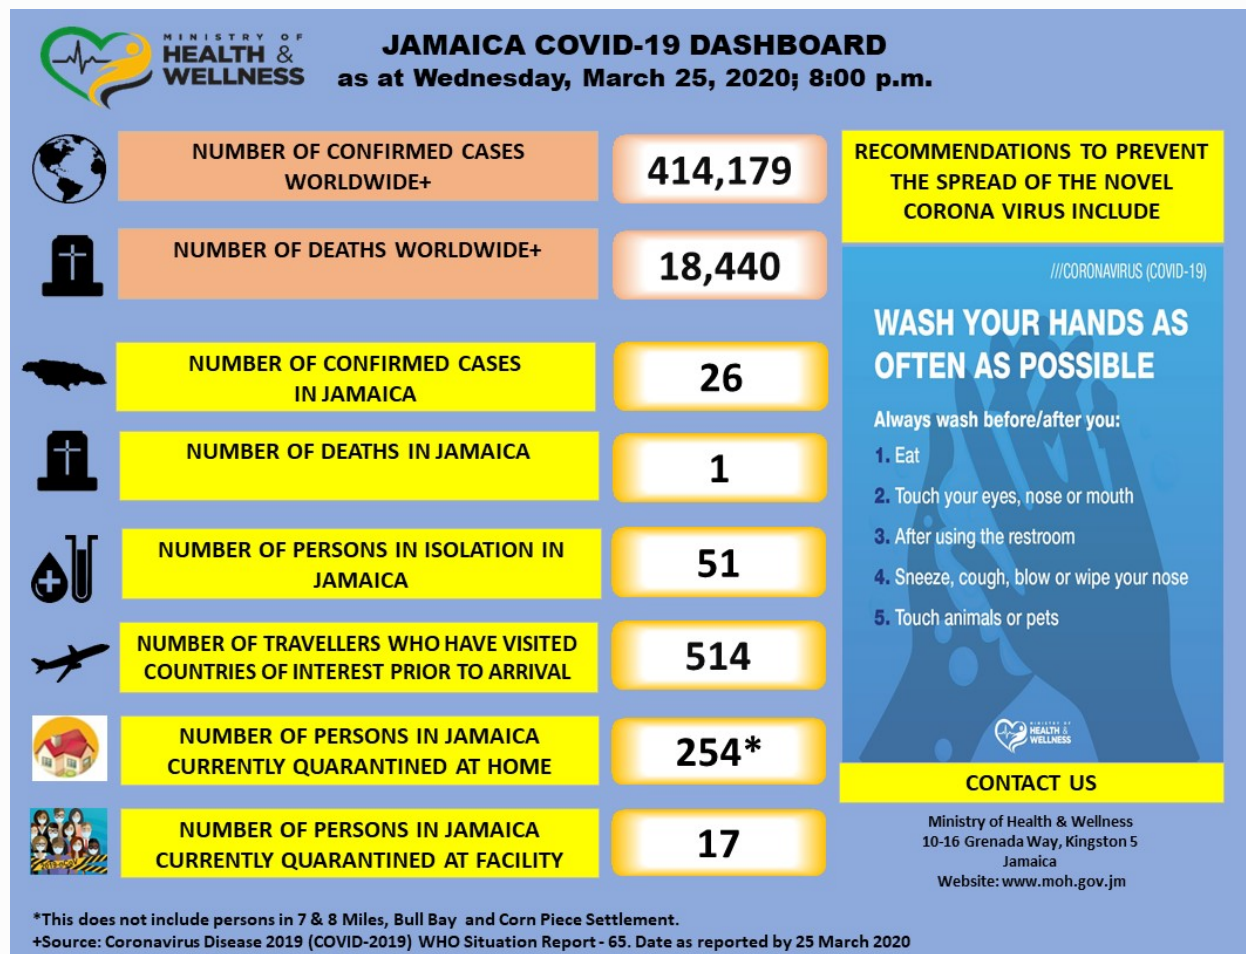 MINISTRY OF
HEALTH &
WELLNESS
JAMAICA COVID-19 DASHBOARD
as at Wednesday, March 25, 2020; 8:00 p.m.
NUMBER OF CONFIRMED CASES
WORLDWIDE+
414,179
NUMBER OF DEATHS WORLDWIDE+
18,440
NUMBER OF CONFIRMED CASES
IN JAMAICA
26
NUMBER OF DEATHS IN JAMAICA
1
NUMBER OF PERSONS IN ISOLATION IN
JAMAICA
51
NUMBER OF TRAVELLERS WHO HAVE VISITED
COUNTRIES OF INTEREST PRIOR TO ARRIVAL
514
NUMBER OF PERSONS IN JAMAICA
CURRENTLY QUARANTINED AT HOME
254*
NUMBER OF PERSONS IN JAMAICA
CURRENTLY QUARANTINED AT FACILITY
17
RECOMMENDATIONS TO PREVENT
THE SPREAD OF THE NOVEL
CORONA VIRUS INCLUDE
///CORONAVIRUS (COVID-19)
WASH YOUR HANDS AS
OFTEN AS POSSIBLE
Always wash before/after you:
1. Eat
2. Touch your eyes, nose or mouth
3. After using the restroom
4. Sneeze, cough, blow or wipe your nose
5. Touch animals or pets
MINISTRY OF
HEALTH &
WELLNESS
CONTACT US
Ministry of Health & Wellness
10-16 Grenada Way, Kingston 5
Jamaica
Website: www.moh.gov.jm
*This does not include persons in 7 & 8 Miles, Bull Bay and Corn Piece Settlement.
+Source: Coronavirus Disease 2019 (COVID-2019) WHO Situation Report - 65. Date as reported by 25 March 2020